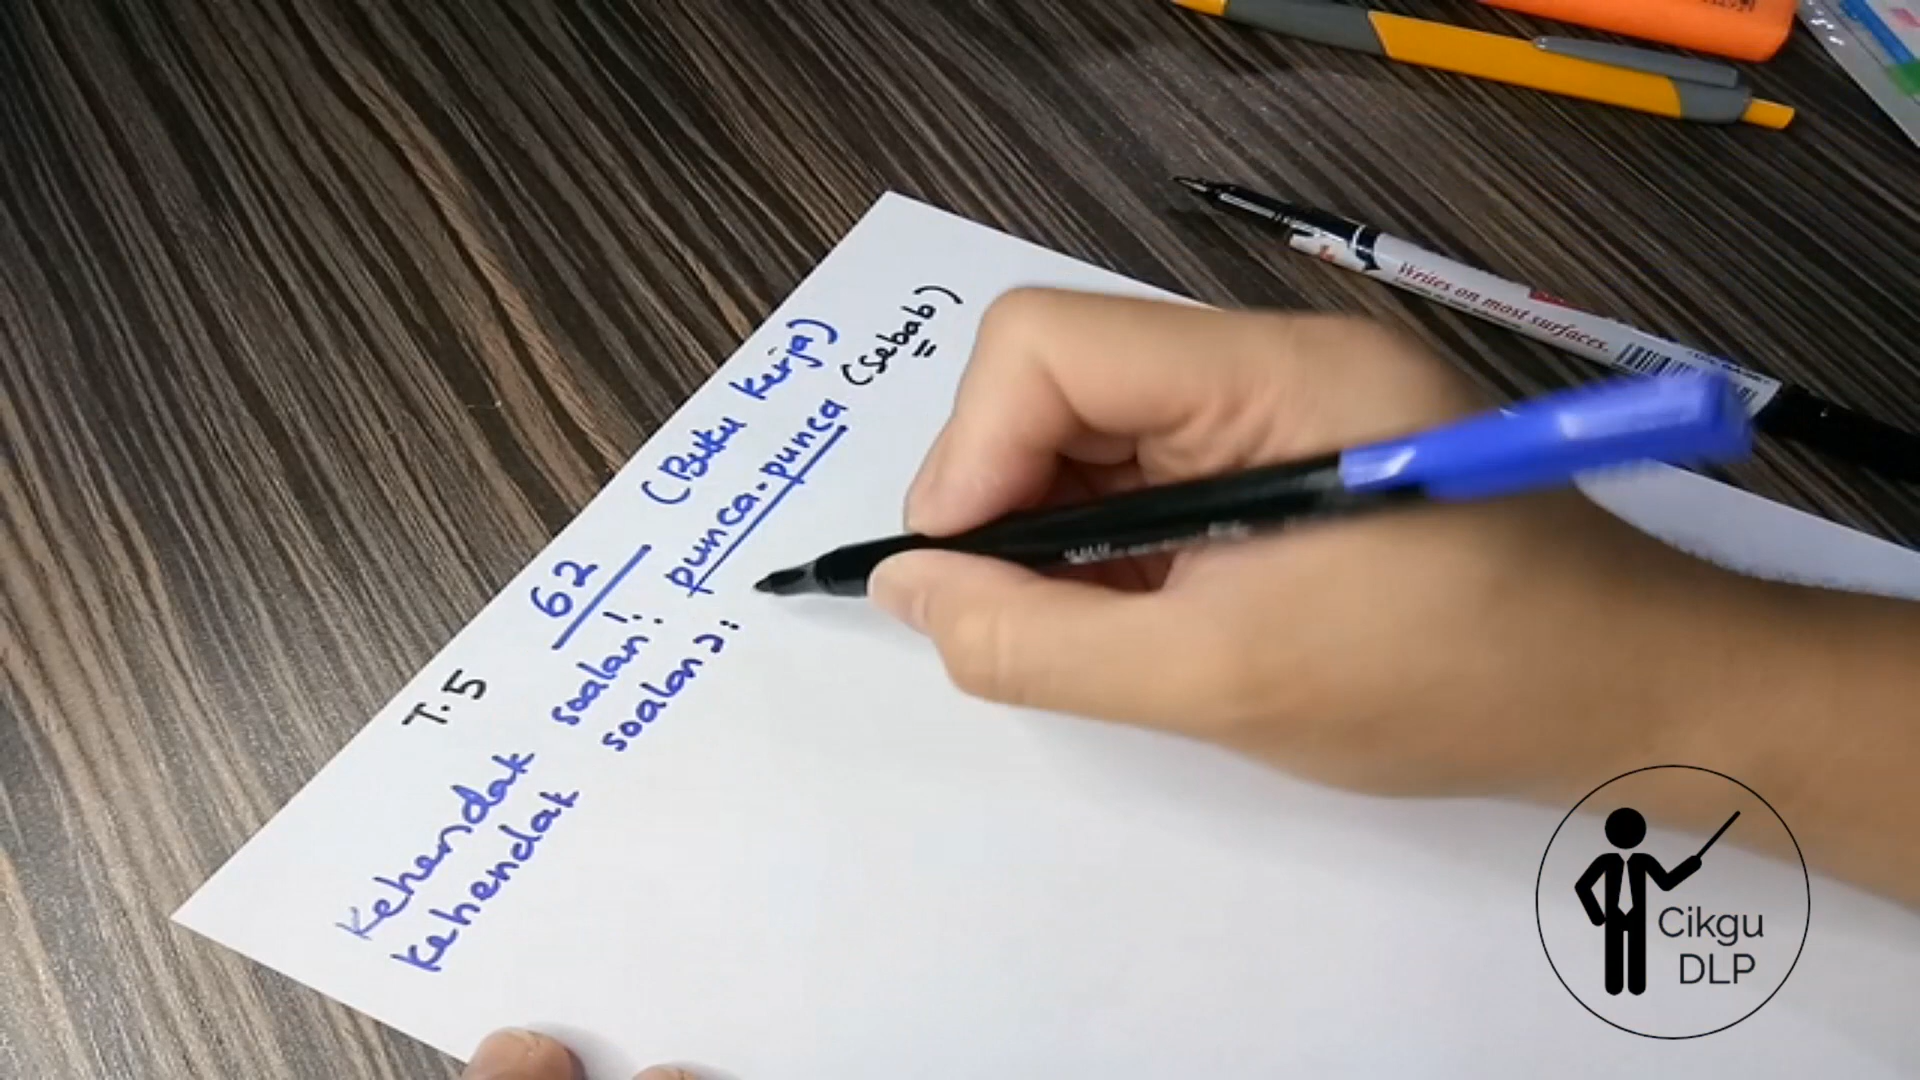 T.5 62 (Buku Kerja)
Kehendak soalan 1: punca-punca (sebab)
Kehendak soalan 2:
Writes on most surfaces.
Cikgu
DLP